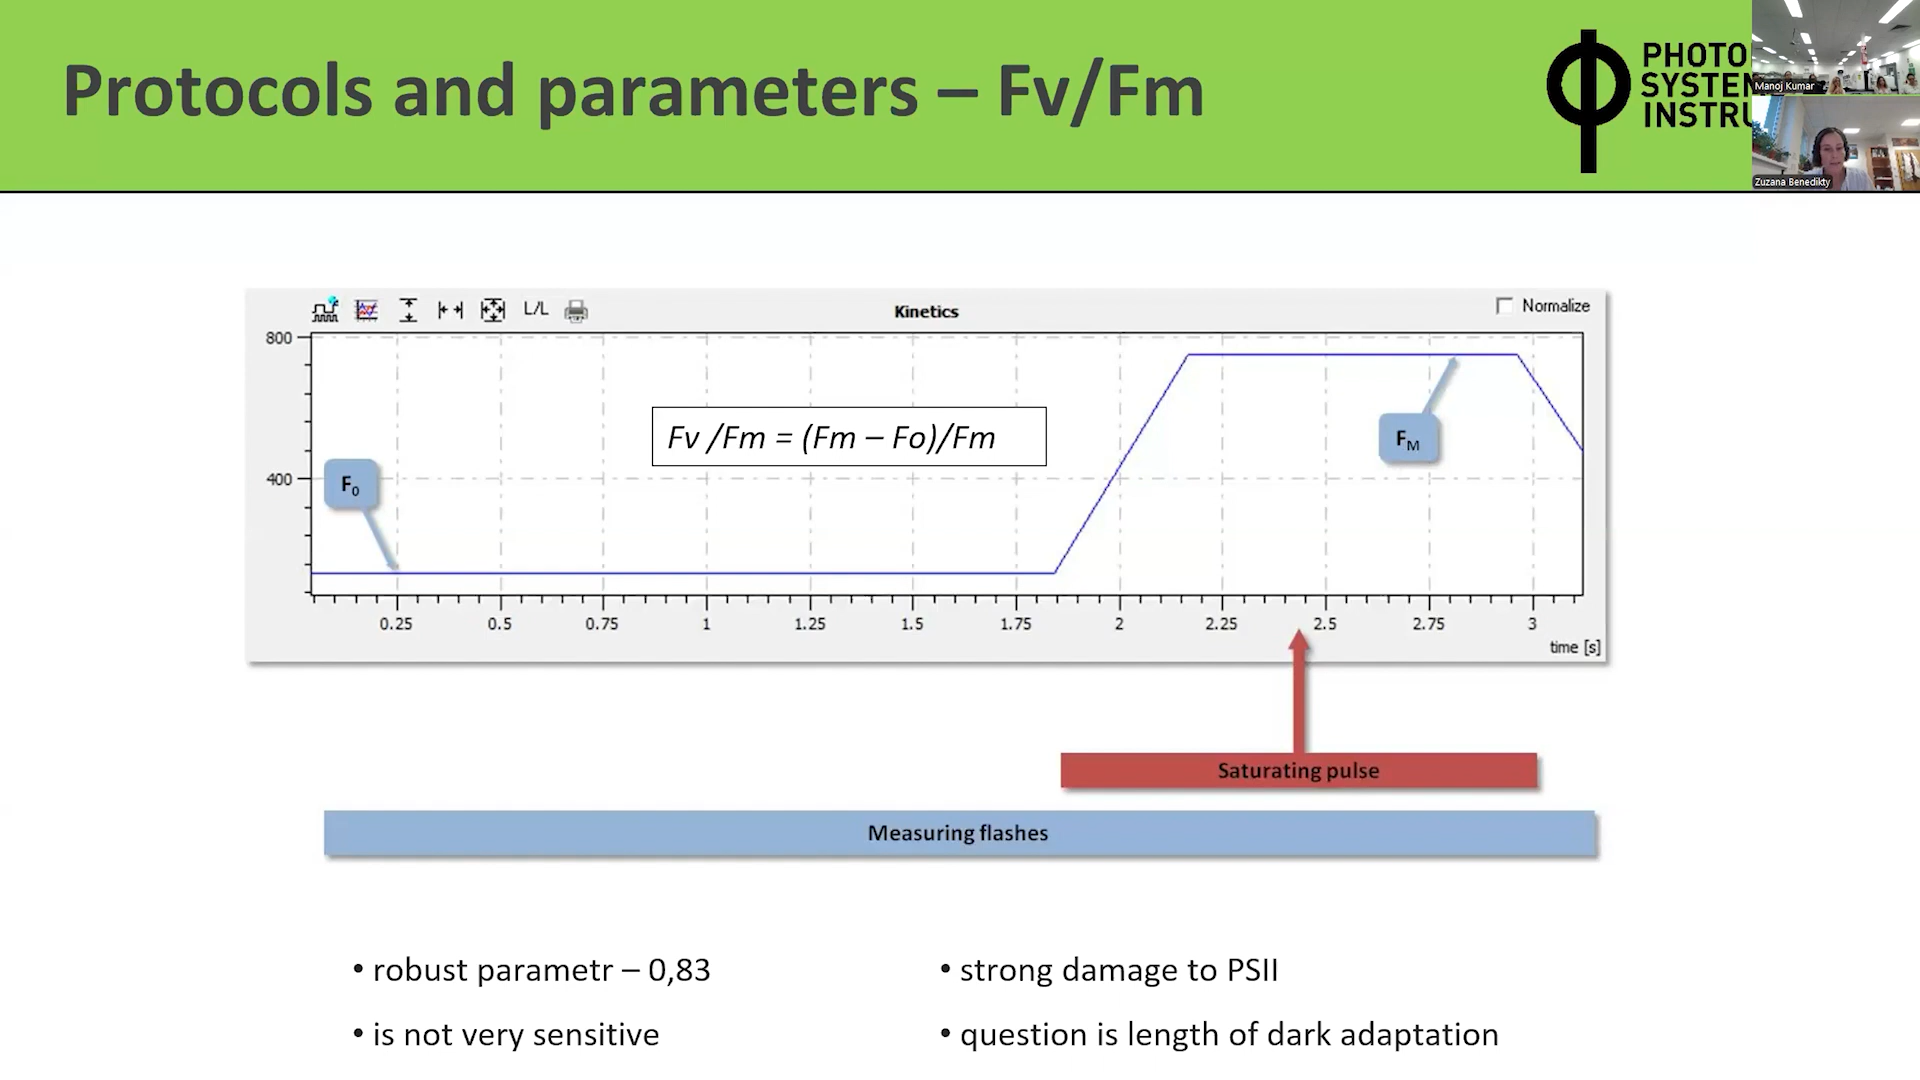 Protocols and parameters – Fv/Fm
PHOTO
SYSTEM
INSTRU
Manoj Kumar
Zuzana Benedikty
L/L
Kinetics
Normalize
800
400
F0
Fv /Fm = (Fm – Fo)/Fm
FM
0.25 0.5 0.75 1 1.25 1.5 1.75 2 2.25 2.5 2.75 3
time [s]
Saturating pulse
Measuring flashes
• robust parametr – 0,83
• is not very sensitive
• strong damage to PSII
• question is length of dark adaptation